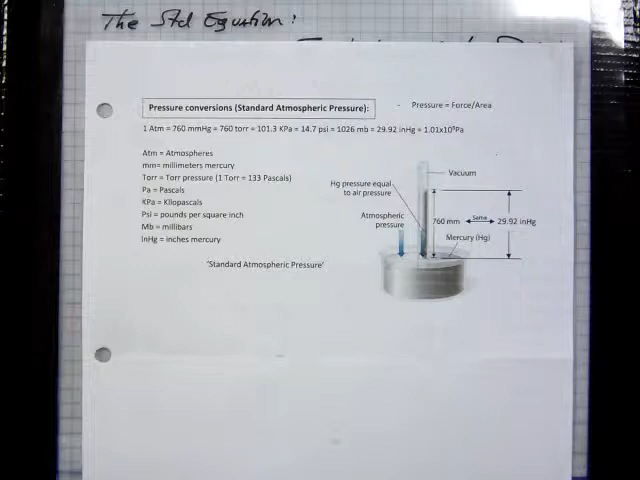 The Std Equation:
Pressure conversions (Standard Atmospheric Pressure):
- Pressure = Force/Area
1 Atm = 760 mmHg = 760 torr = 101.3 KPa = 14.7 psi = 1026 mb = 29.92 inHg = 1.01x10⁵Pa
Atm = Atmospheres
mm= millimeters mercury
Torr = Torr pressure (1 Torr = 133 Pascals)
Pa = Pascals
KPa = Kilopascals
Psi = pounds per square inch
Mb = millibars
InHg = inches mercury
'Standard Atmospheric Pressure'
Vacuum
Hg pressure equal
to air pressure
Atmospheric
pressure
760 mm
Same
29.92 inHg
Mercury (Hg)